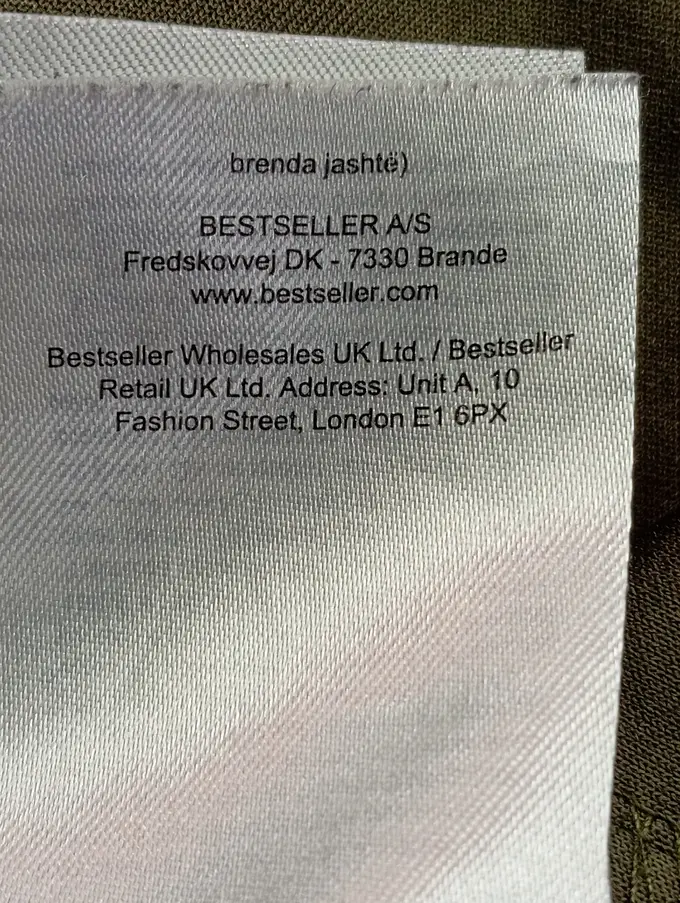 brenda jashtë)
BESTSELLER A/S
Fredskovvej DK - 7330 Brande
www.bestseller.com
Bestseller Wholesales UK Ltd. / Bestseller
Retail UK Ltd. Address: Unit A, 10
Fashion Street, London E1 6PX